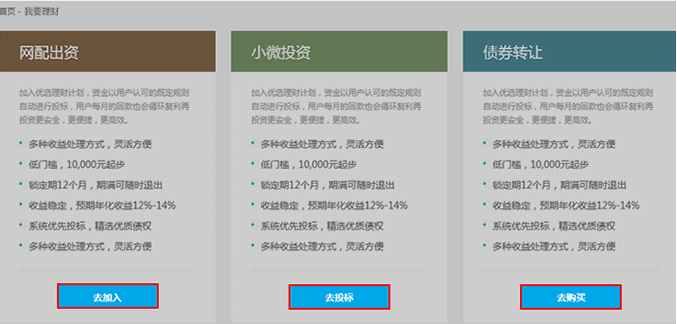 首页 - 我要理财
网配出资
加入优选理财计划，资金以用户认可的既定规则
自动进行投标，用户每月的回款也会循环复利再
投资更安全，更便捷，更高效。
多种收益处理方式，灵活方便
低门槛，10,000元起步
锁定期12个月，期满可随时退出
收益稳定，预期年化收益12%-14%
系统优先投标，精选优质债权
多种收益处理方式，灵活方便
去加入
小微投资
加入优选理财计划，资金以用户认可的既定规则
自动进行投标，用户每月的回款也会循环复利再
投资更安全，更便捷，更高效。
多种收益处理方式，灵活方便
低门槛，10,000元起步
锁定期12个月，期满可随时退出
收益稳定，预期年化收益12%-14%
系统优先投标，精选优质债权
多种收益处理方式，灵活方便
去投标
债券转让
加入优选理财计划，资金以用户认可的既定规则
自动进行投标，用户每月的回款也会循环复利再
投资更安全，更便捷，更高效。
多种收益处理方式，灵活方便
低门槛，10,000元起步
锁定期12个月，期满可随时退出
收益稳定，预期年化收益12%-14%
系统优先投标，精选优质债权
多种收益处理方式，灵活方便
去购买